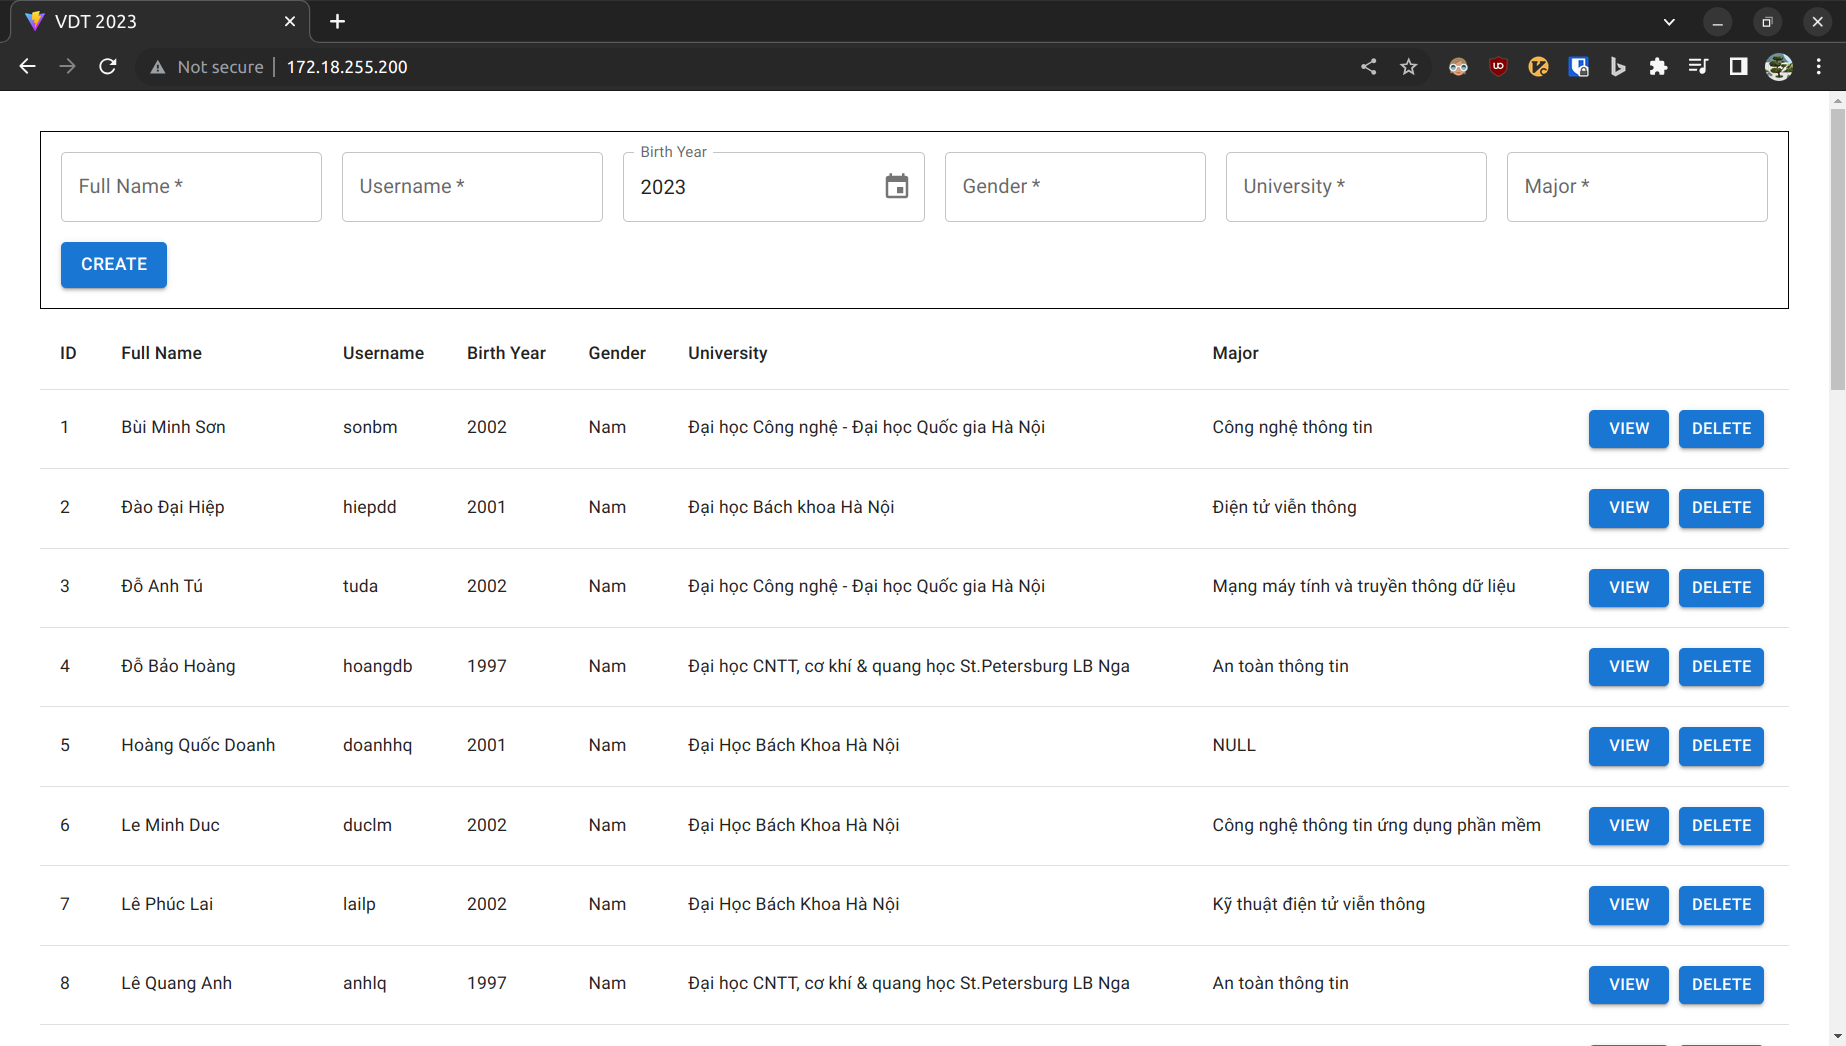 VDT 2023
Not secure 172.18.255.200
Full Name *
Username *
Birth Year
2023
Gender *
University *
Major *
CREATE
ID Full Name Username Birth Year Gender University Major
1 Bùi Minh Sơn sonbm 2002 Nam Đại học Công nghệ - Đại học Quốc gia Hà Nội Công nghệ thông tin VIEW DELETE
2 Đào Đại Hiệp hiepdd 2001 Nam Đại học Bách khoa Hà Nội Điện tử viễn thông VIEW DELETE
3 Đỗ Anh Tú tuda 2002 Nam Đại học Công nghệ - Đại học Quốc gia Hà Nội Mạng máy tính và truyền thông dữ liệu VIEW DELETE
4 Đỗ Bảo Hoàng hoangdb 1997 Nam Đại học CNTT, cơ khí & quang học St.Petersburg LB Nga An toàn thông tin VIEW DELETE
5 Hoàng Quốc Doanh doanhhq 2001 Nam Đại Học Bách Khoa Hà Nội NULL VIEW DELETE
6 Le Minh Duc duclm 2002 Nam Đại Học Bách Khoa Hà Nội Công nghệ thông tin ứng dụng phần mềm VIEW DELETE
7 Lê Phúc Lai lailp 2002 Nam Đại Học Bách Khoa Hà Nội Kỹ thuật điện tử viễn thông VIEW DELETE
8 Lê Quang Anh anhlq 1997 Nam Đại học CNTT, cơ khí & quang học St.Petersburg LB Nga An toàn thông tin VIEW DELETE